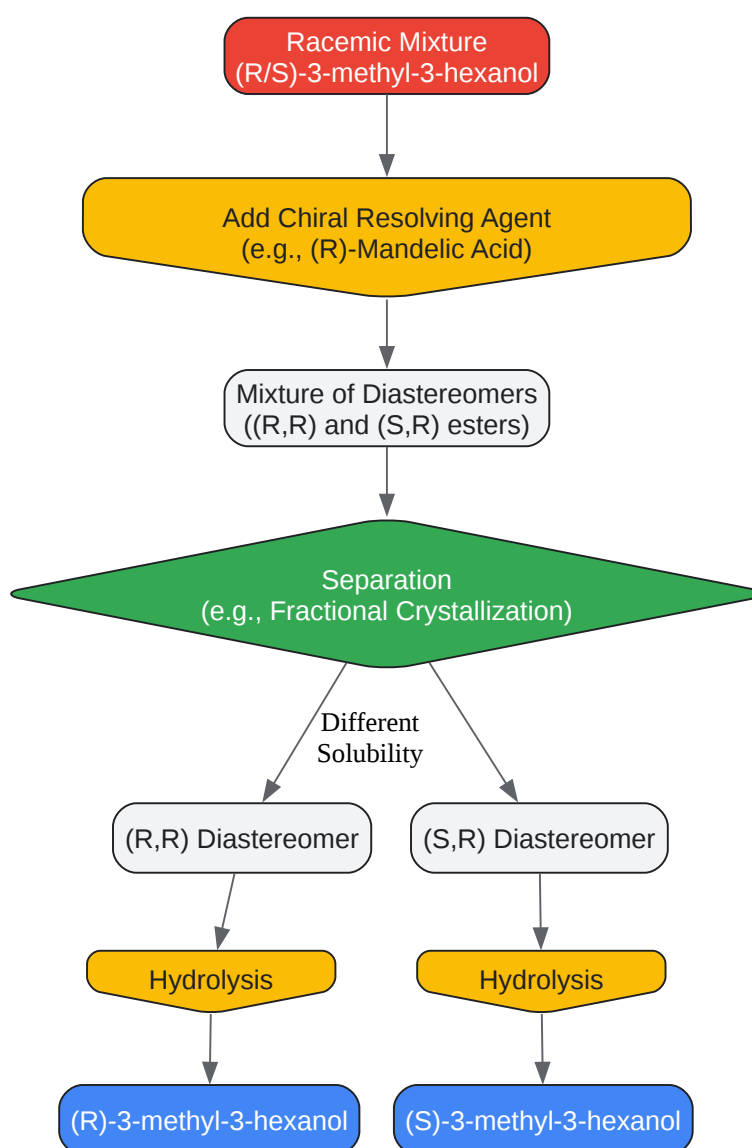 Racemic Mixture
(R/S)-3-methyl-3-hexanol
Add Chiral Resolving Agent
(e.g., (R)-Mandelic Acid)
Mixture of Diastereomers
((R,R) and (S,R) esters)
Separation
(e.g., Fractional Crystallization)
Different
Solubility
(R,R) Diastereomer
(S,R) Diastereomer
Hydrolysis
Hydrolysis
(R)-3-methyl-3-hexanol
(S)-3-methyl-3-hexanol